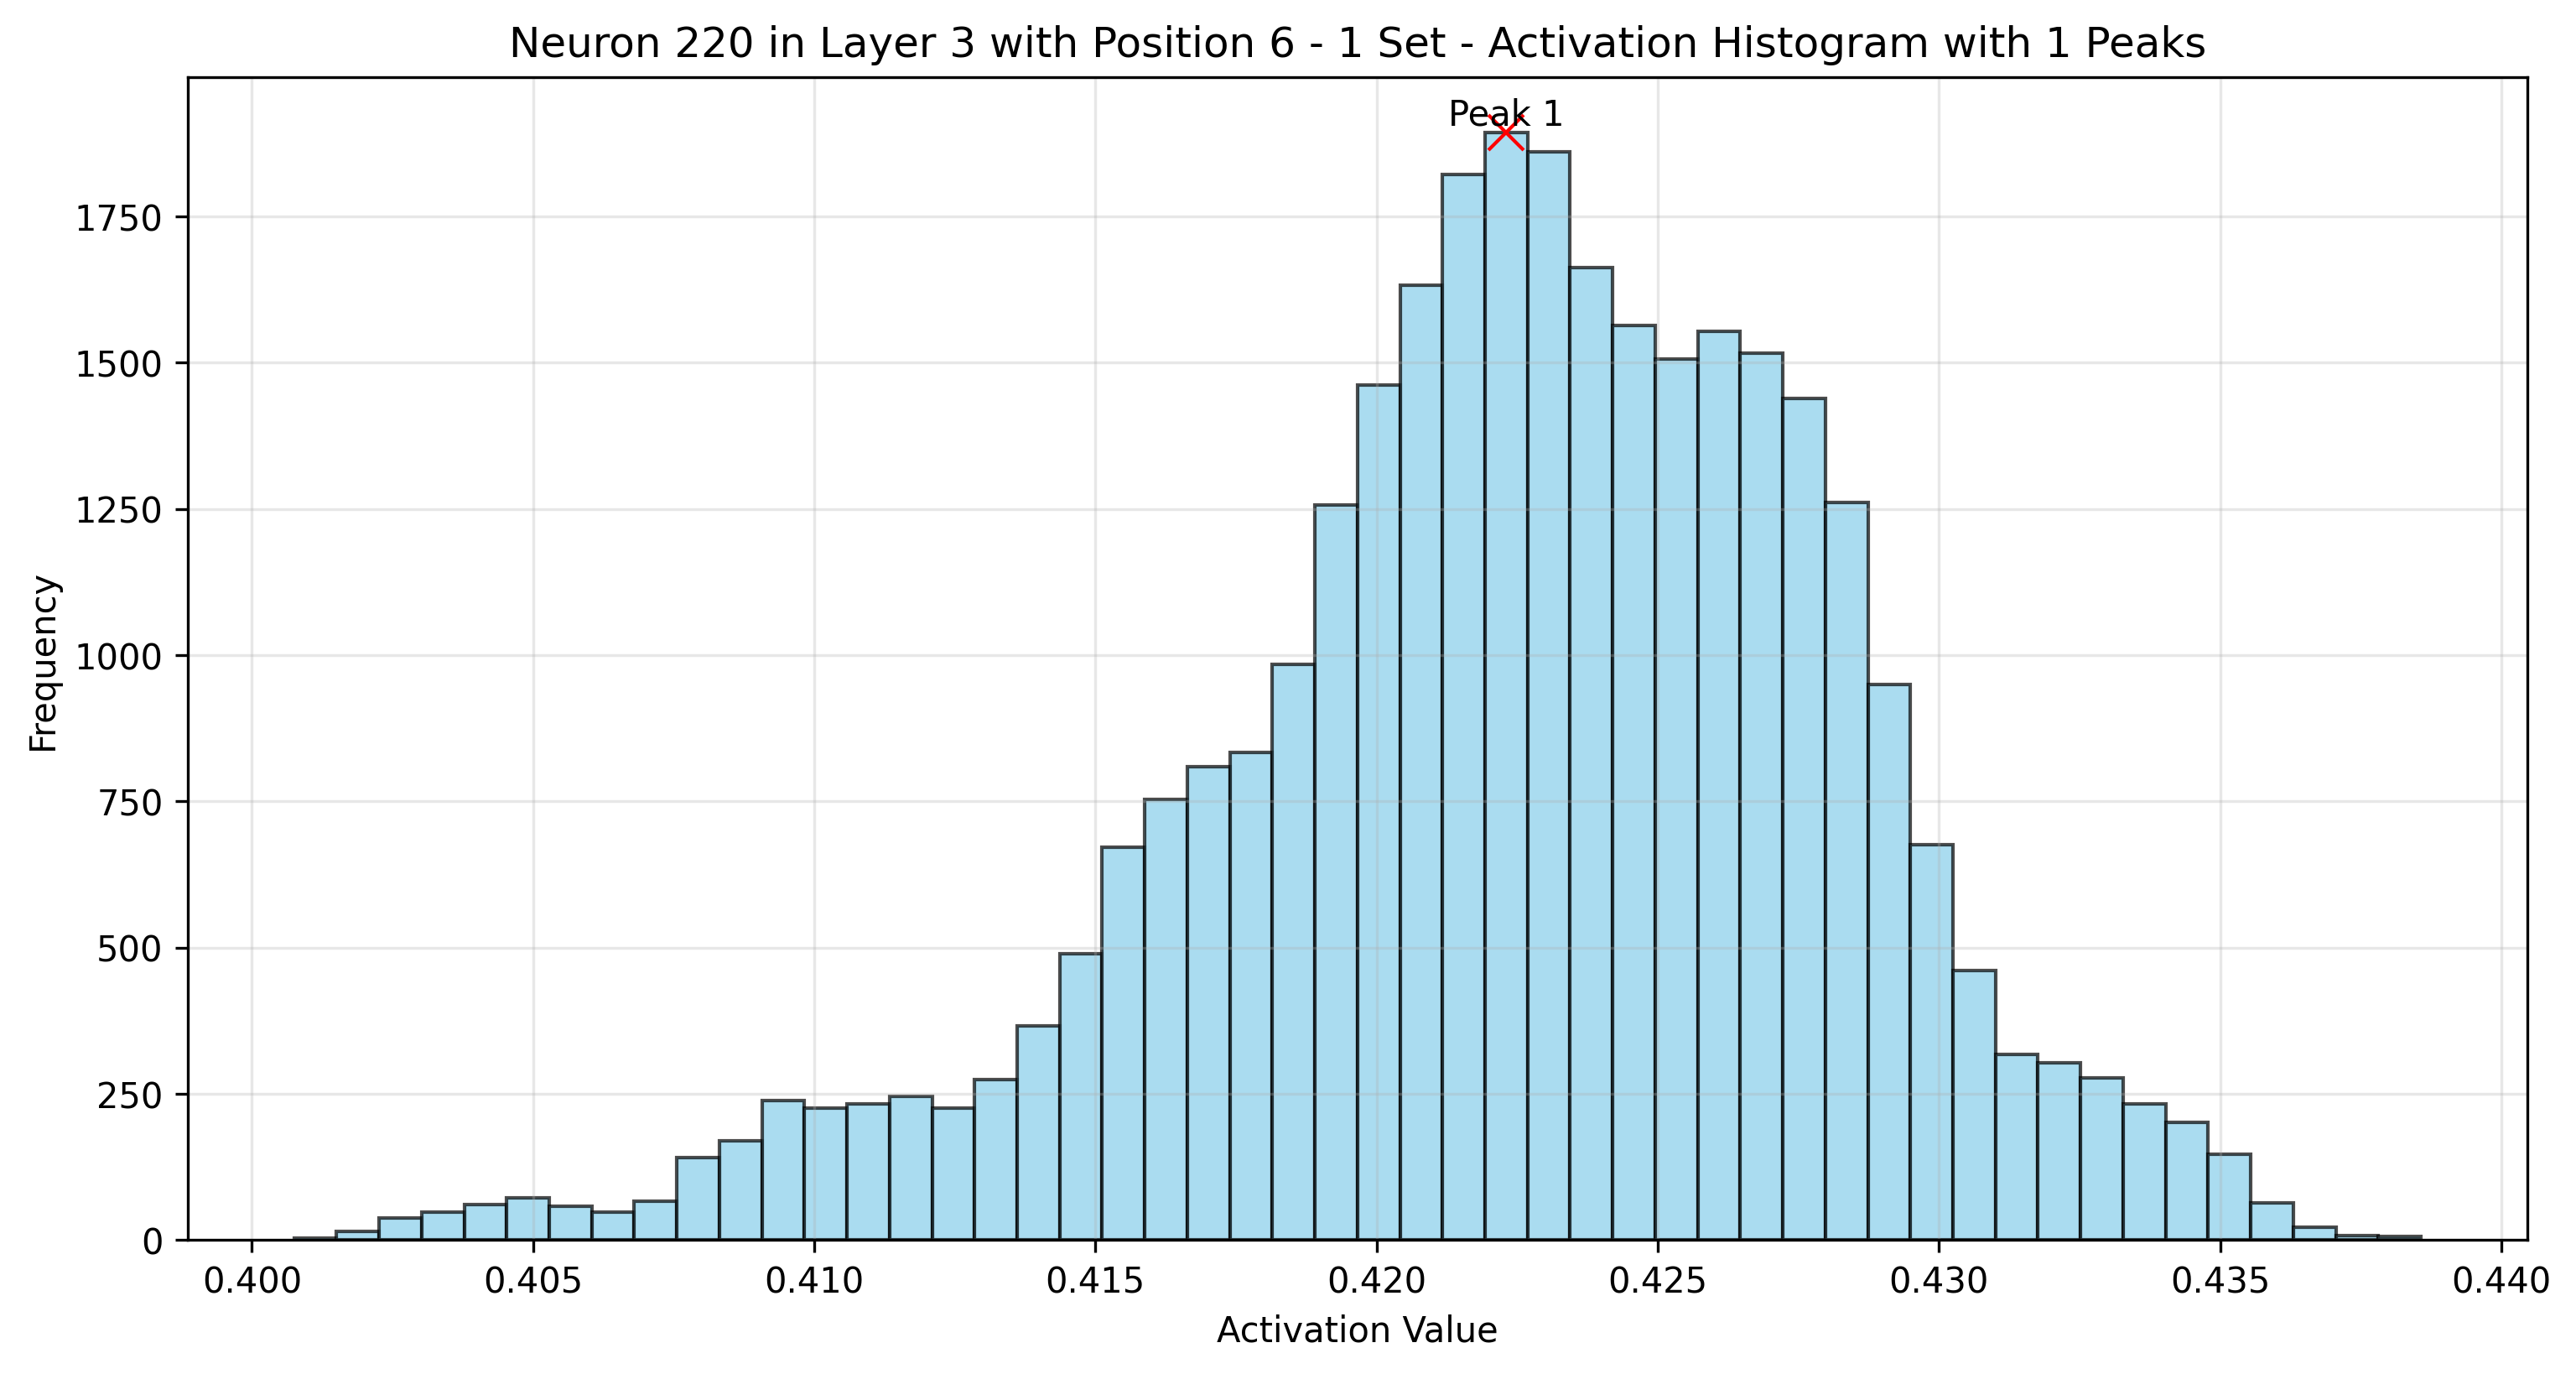 Neuron 220 in Layer 3 with Position 6 - 1 Set - Activation Histogram with 1 Peaks
Peak 1
1750
1500
1250
1000
750
500
250
0
Frequency
0.400 0.405 0.410 0.415 0.420 0.425 0.430 0.435 0.440
Activation Value